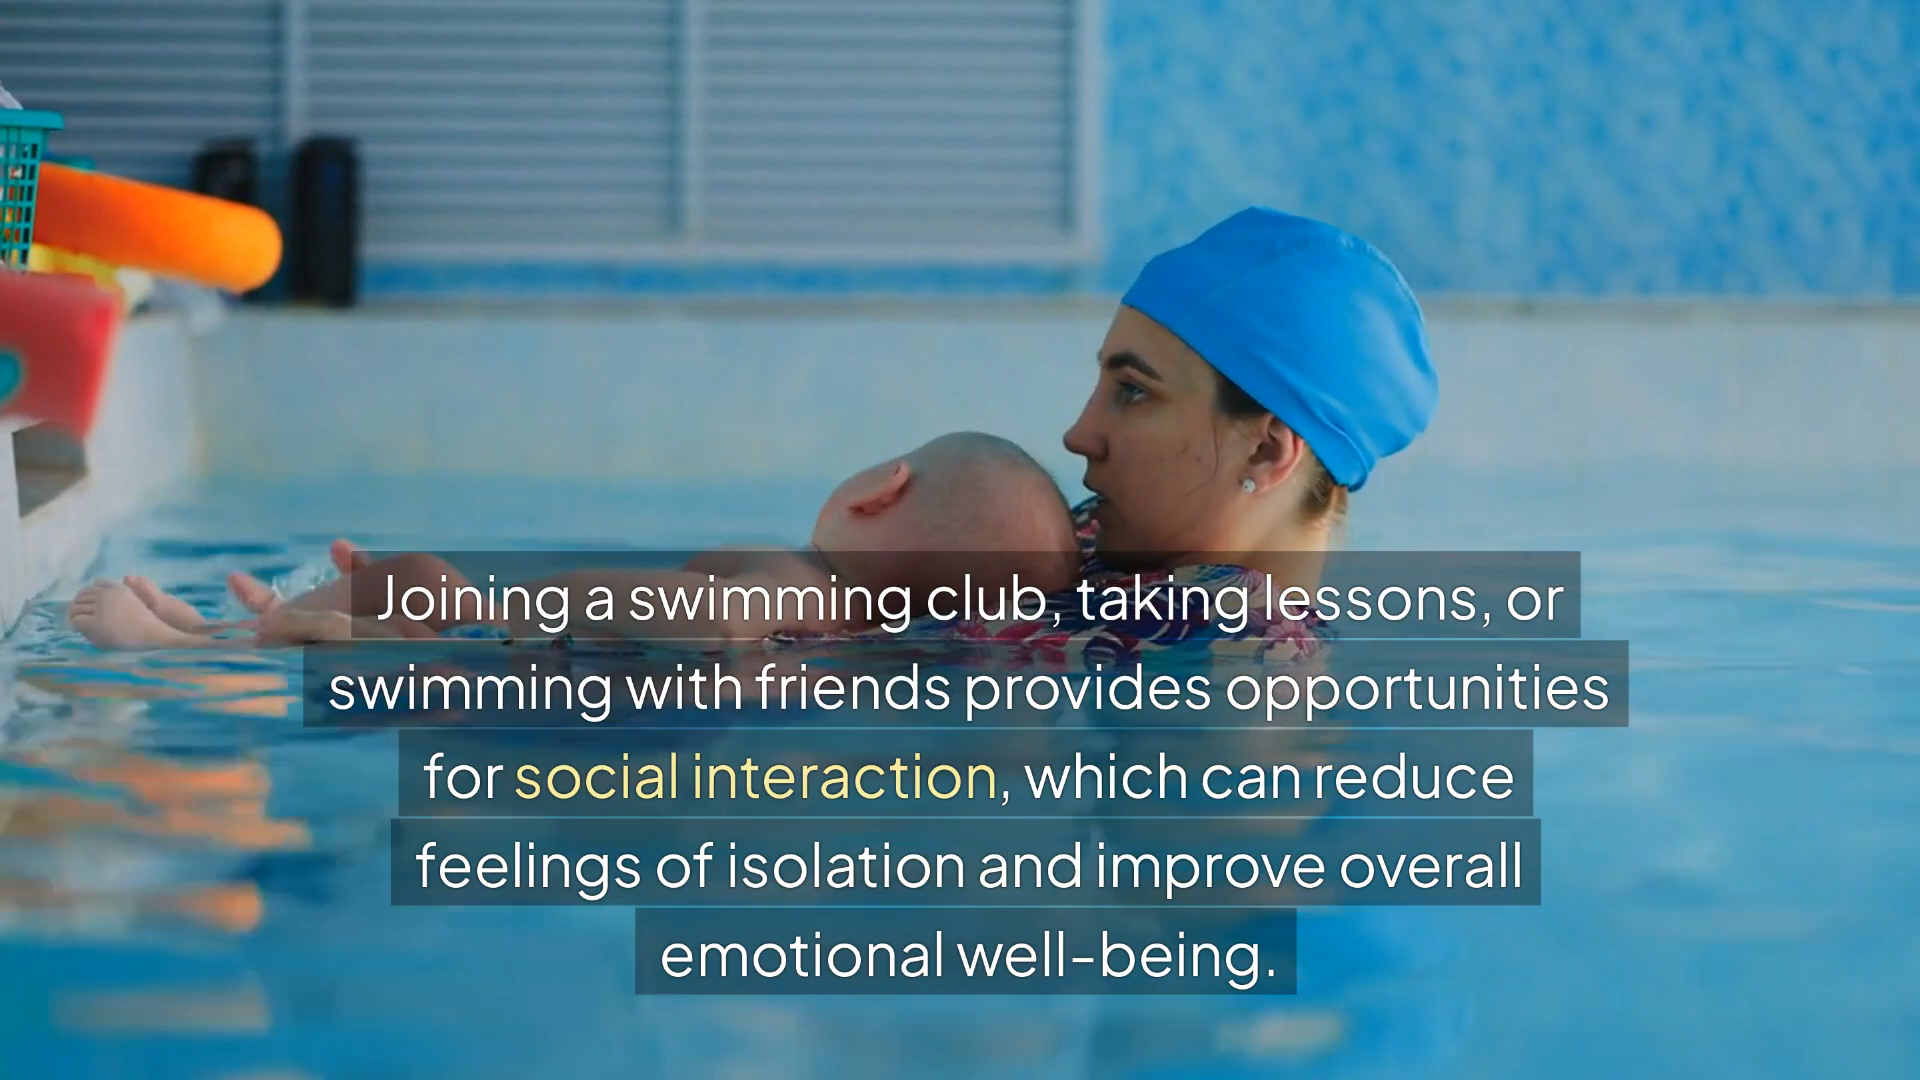 Joining a swimming club, taking lessons, or
swimming with friends provides opportunities
for social interaction, which can reduce
feelings of isolation and improve overall
emotional well-being.